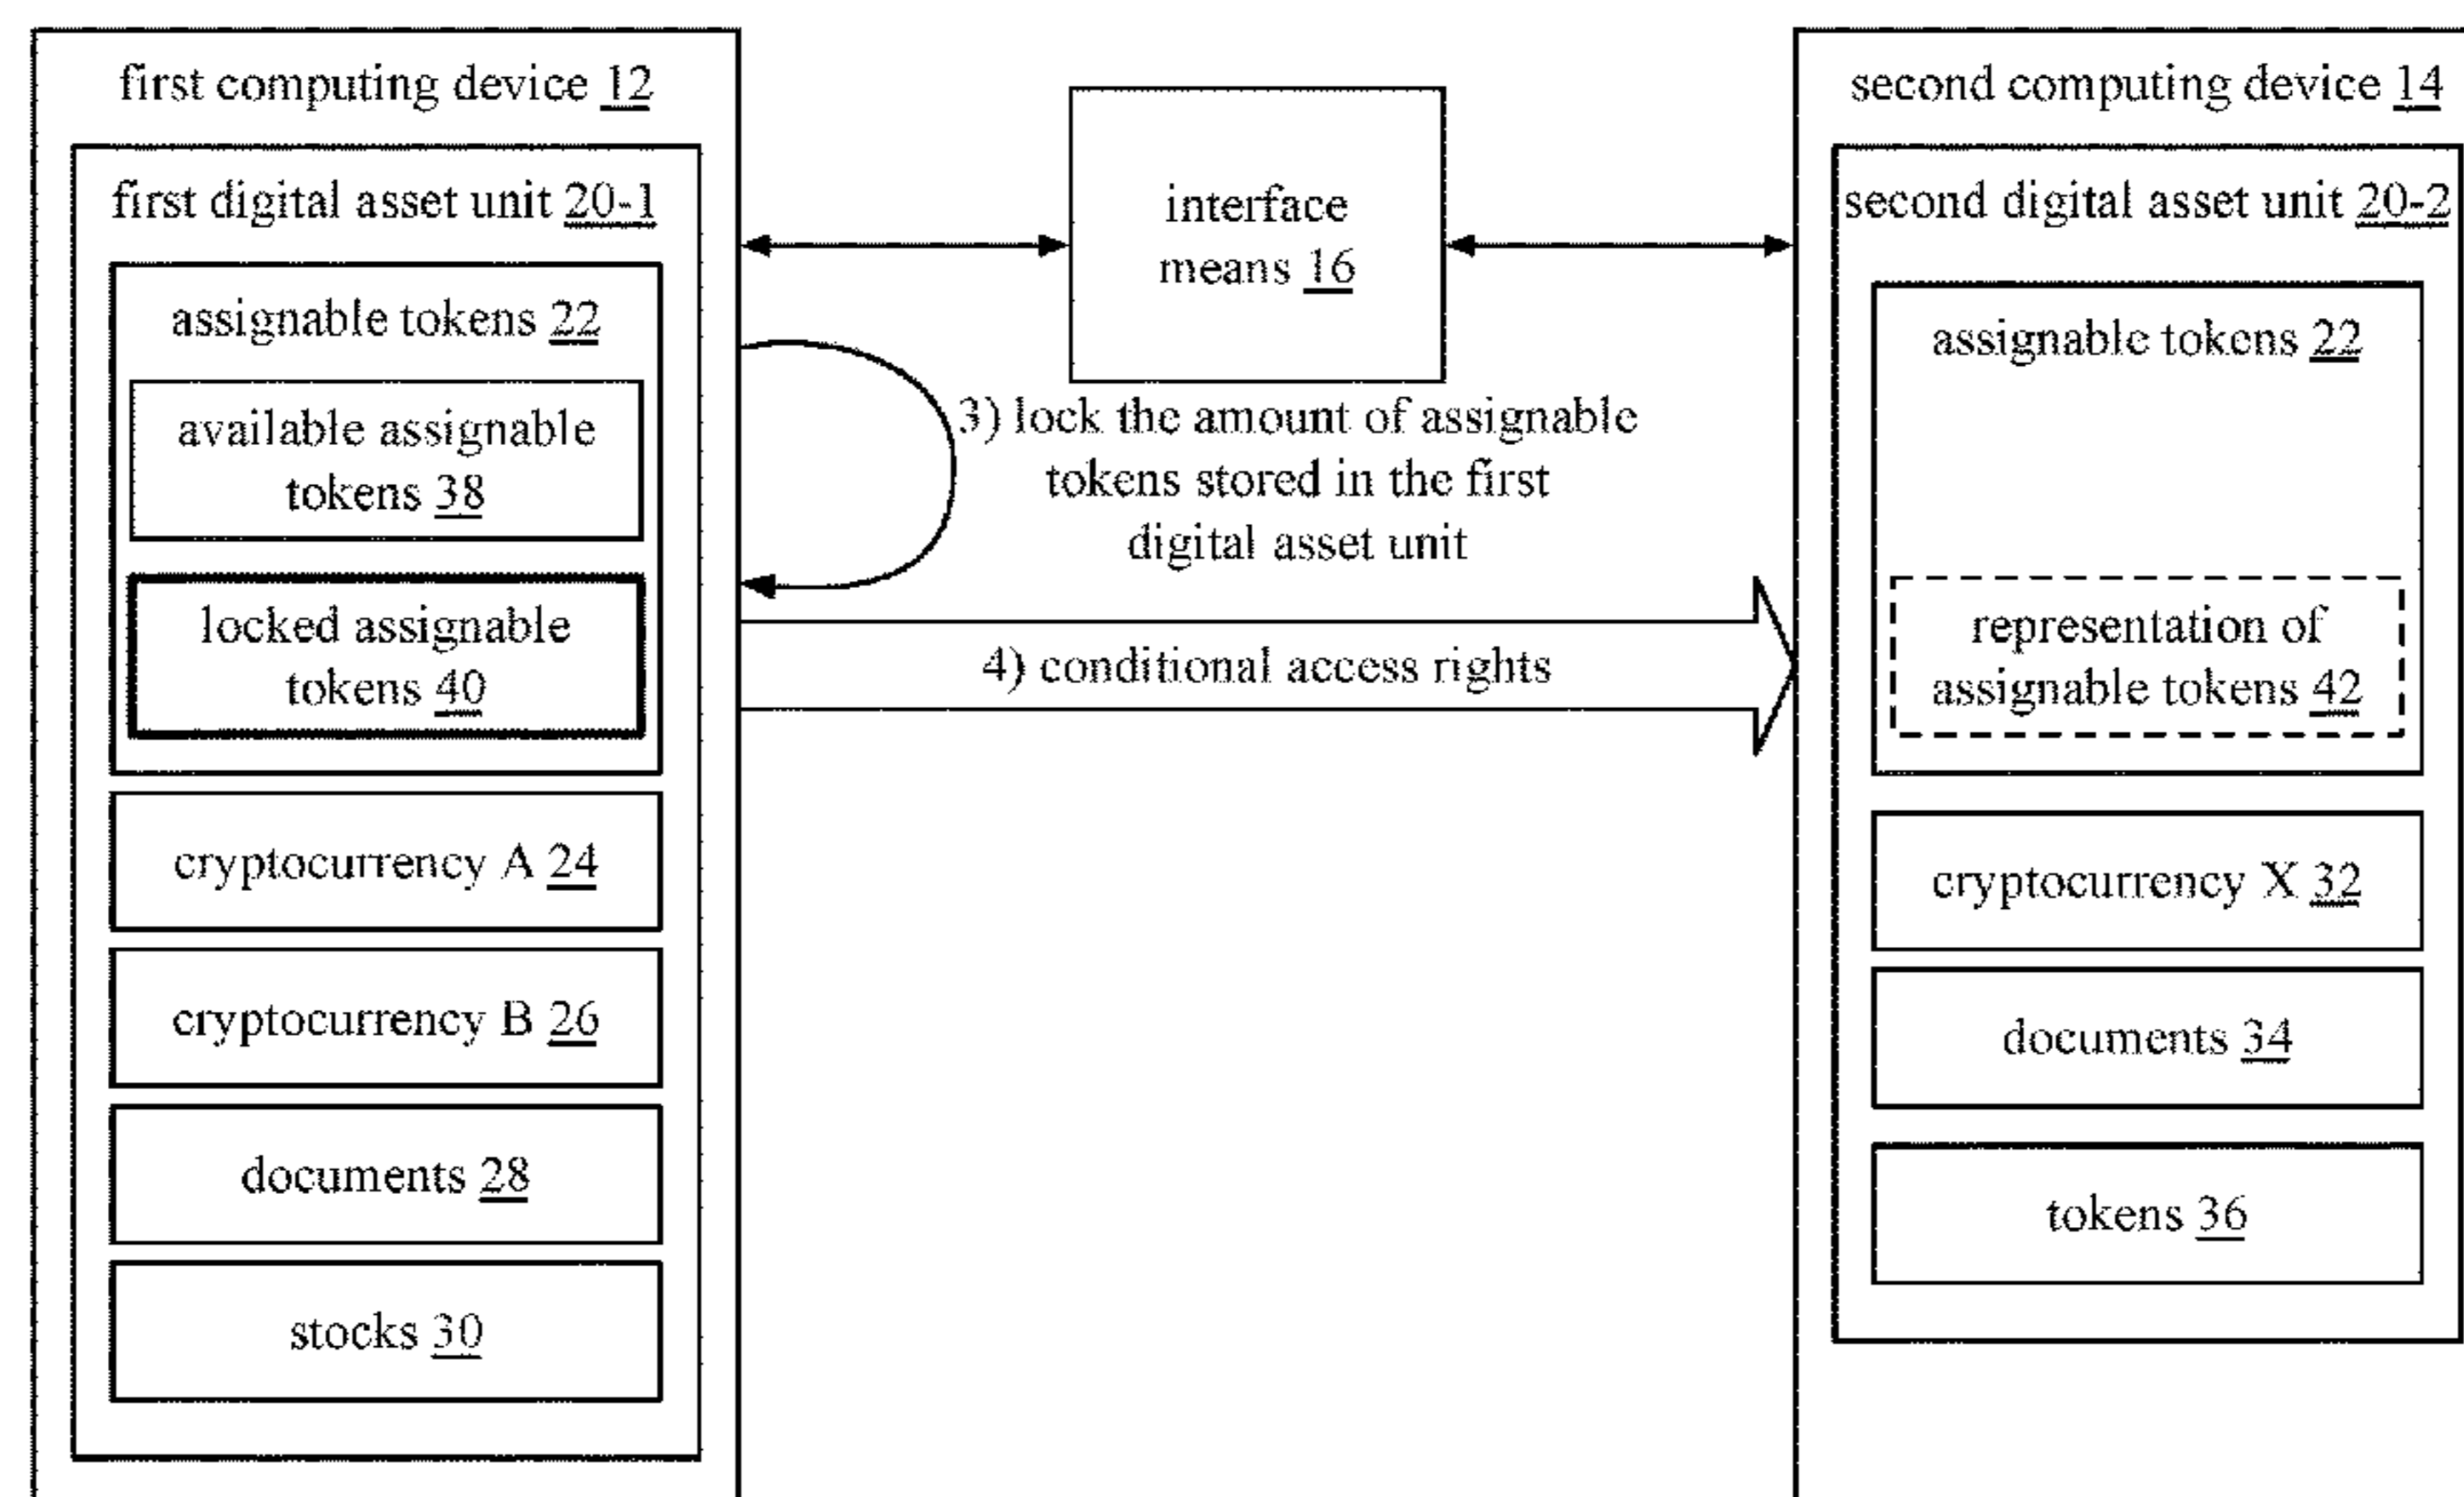 first computing device 12
first digital asset unit 20-1
assignable tokens 22
available assignable
tokens 38
locked assignable
tokens 40
cryptocurrency A 24
cryptocurrency B 26
documents 28
stocks 30
interface
means 16
3) lock the amount of assignable
tokens stored in the first
digital asset unit
4) conditional access rights
second computing device 14
second digital asset unit 20-2
assignable tokens 22
representation of
assignable tokens 42
cryptocurrency X 32
documents 34
tokens 36